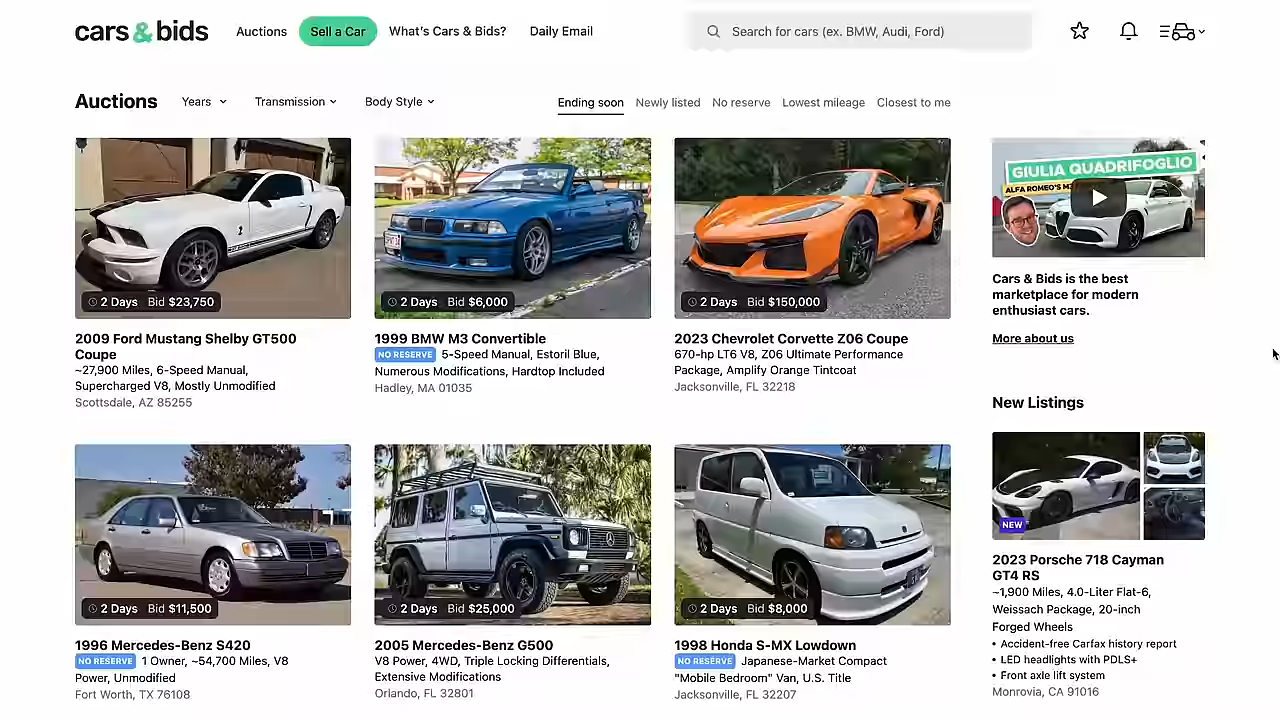 cars & bids
Auctions
Sell a Car
What's Cars & Bids?
Daily Email
Search for cars (ex. BMW, Audi, Ford)
Auctions
Years
Transmission
Body Style
Ending soon
Newly listed
No reserve
Lowest mileage
Closest to me
2 Days Bid $23,750
2009 Ford Mustang Shelby GT500
Coupe
~27,900 Miles, 6-Speed Manual,
Supercharged V8, Mostly Unmodified
Scottsdale, AZ 85255
2 Days Bid $6,000
1999 BMW M3 Convertible
NO RESERVE 5-Speed Manual, Estoril Blue,
Numerous Modifications, Hardtop Included
Hadley, MA 01035
2 Days Bid $150,000
2023 Chevrolet Corvette Z06 Coupe
670-hp LT6 V8, Z06 Ultimate Performance
Package, Amplify Orange Tintcoat
Jacksonville, FL 32218
GIULIA QUADRIFOGLIO
ALFA ROMEO'S M3
Cars & Bids is the best
marketplace for modern
enthusiast cars.
More about us
2 Days Bid $11,500
1996 Mercedes-Benz S420
NO RESERVE 1 Owner, ~54,700 Miles, V8
Power, Unmodified
Fort Worth, TX 76108
2 Days Bid $25,000
2005 Mercedes-Benz G500
V8 Power, 4WD, Triple Locking Differentials,
Extensive Modifications
Orlando, FL 32801
2 Days Bid $8,000
1998 Honda S-MX Lowdown
NO RESERVE Japanese-Market Compact
"Mobile Bedroom" Van, U.S. Title
Jacksonville, FL 32207
New Listings
NEW
2023 Porsche 718 Cayman
GT4 RS
~1,900 Miles, 4.0-Liter Flat-6,
Weissach Package, 20-inch
Forged Wheels
• Accident-free Carfax history report
• LED headlights with PDLS+
• Front axle lift system
Monrovia, CA 91016